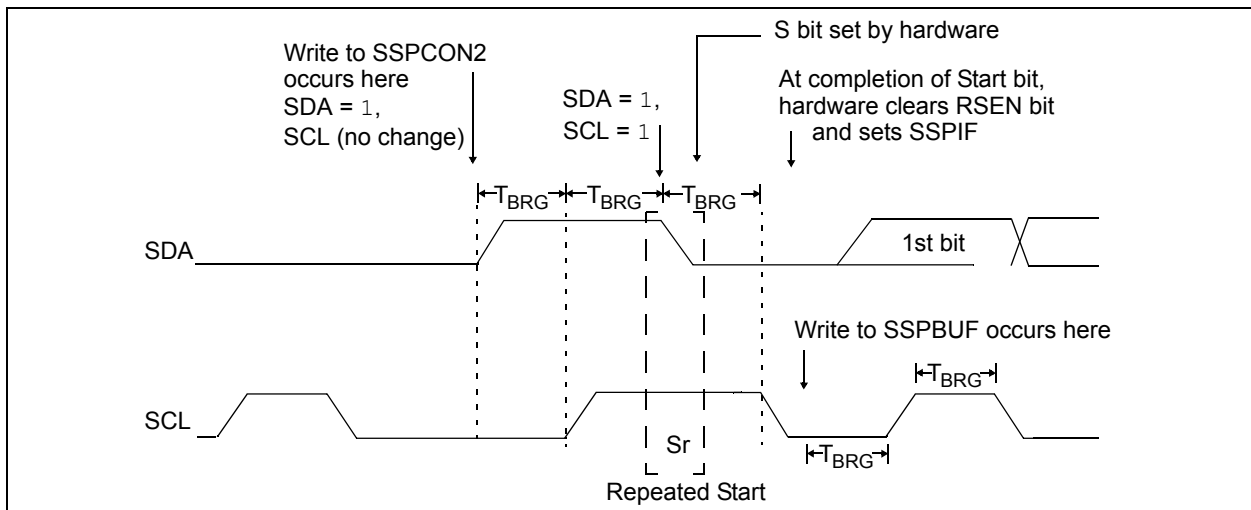 S bit set by hardware
Write to SSPCON2
occurs here
SDA = 1,
SCL (no change)
SDA = 1,
SCL = 1
At completion of Start bit,
hardware clears RSEN bit
and sets SSPIF
TBRG
TBRG
TBRG
SDA
1st bit
Write to SSPBUF occurs here
TBRG
SCL
Sr
TBRG
Repeated Start